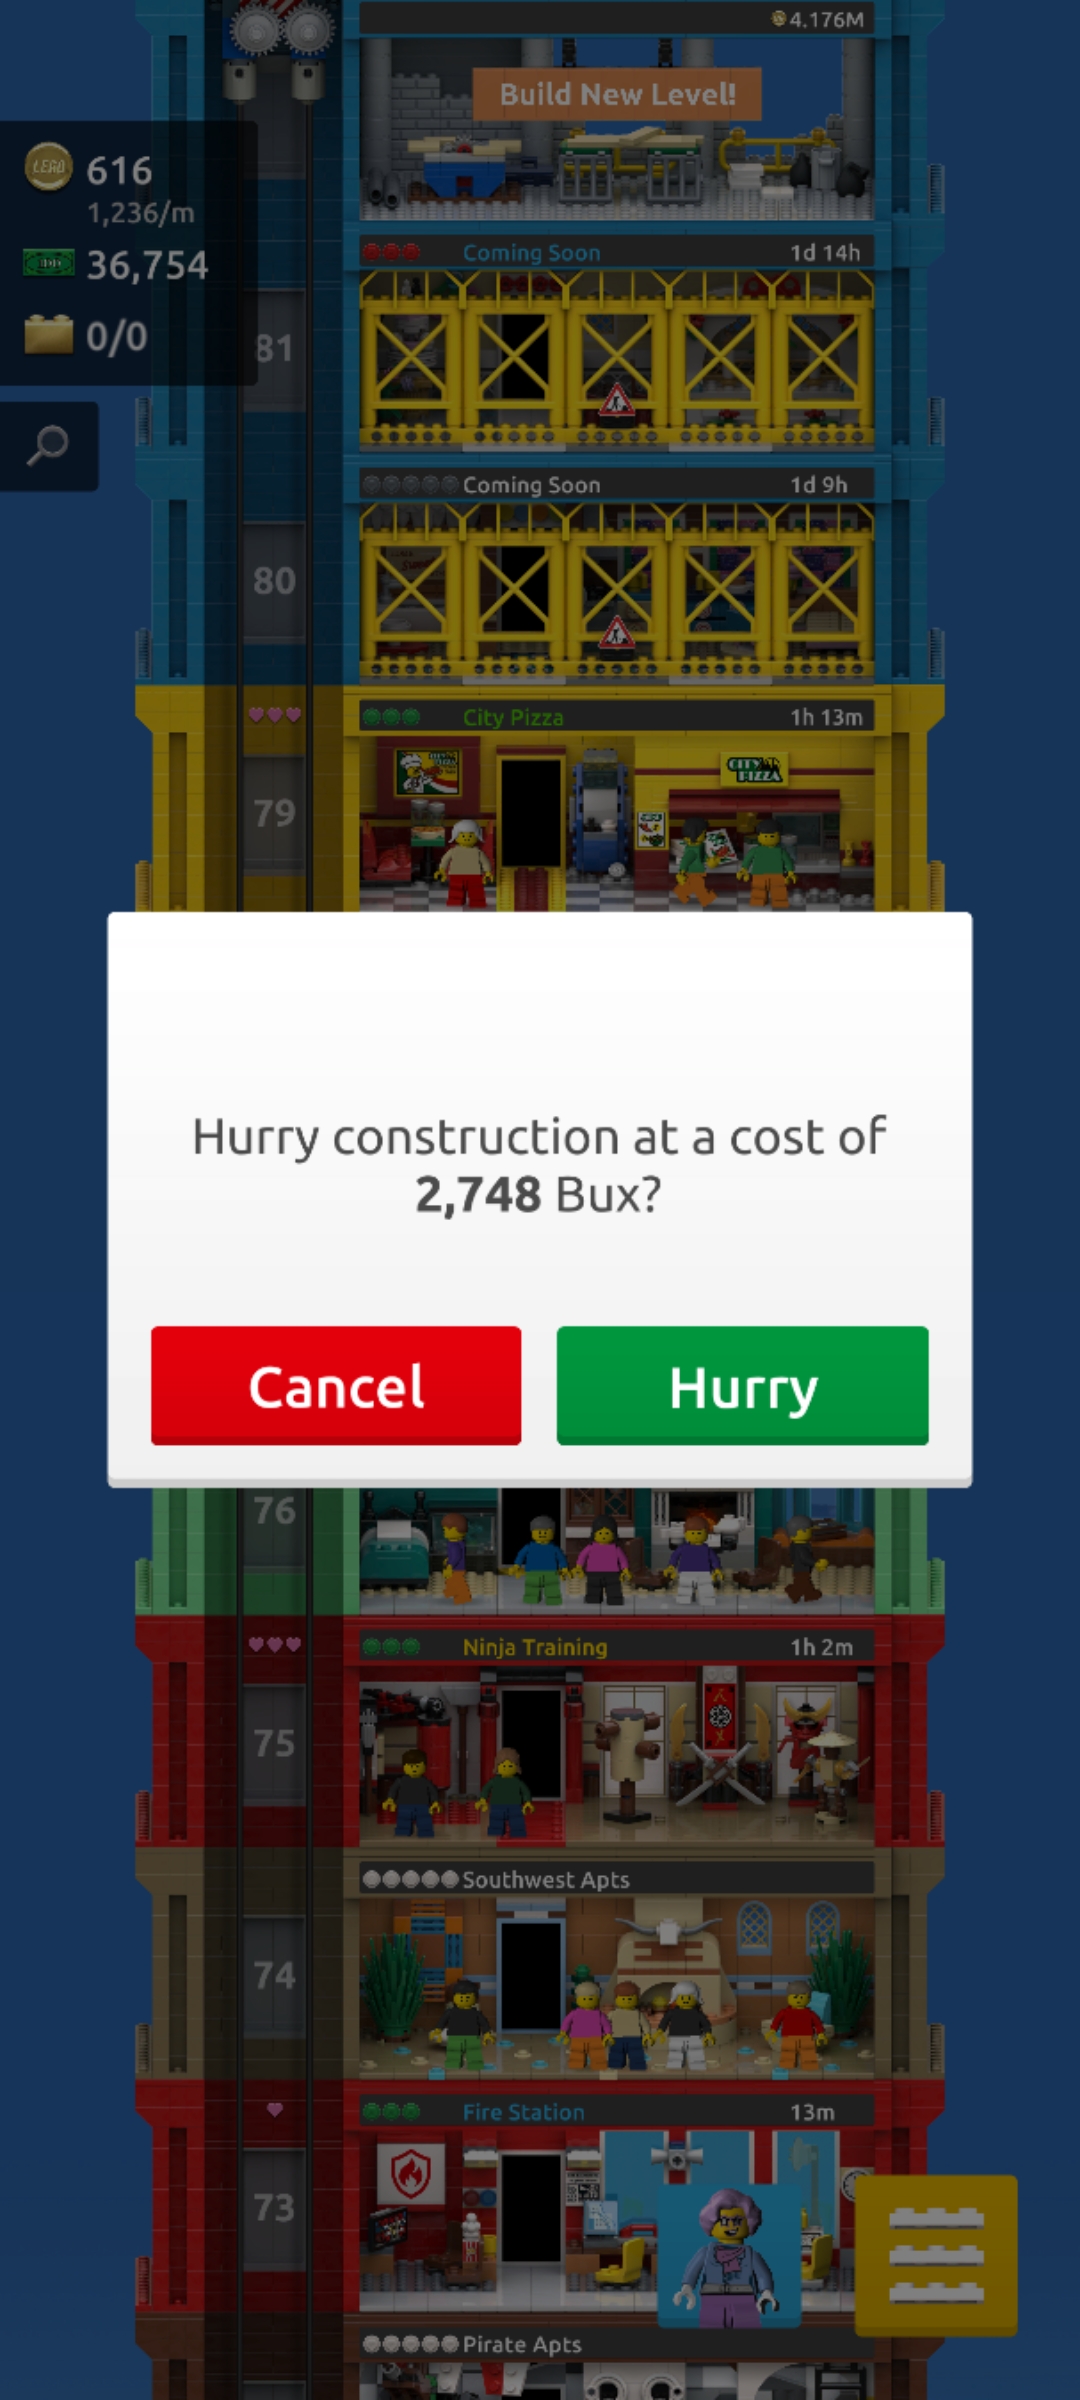 4.176M
Build New Level!
LEGO 616
1,236/m
36,754
0/0
Coming Soon 1d 14h
81
Coming Soon 1d 9h
80
City Pizza 1h 13m
CITY PIZZA
79
Hurry construction at a cost of
2,748 Bux?
Cancel Hurry
76
Ninja Training 1h 2m
75
Southwest Apts
74
Fire Station 13m
73
Pirate Apts